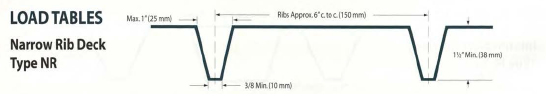 LOAD TABLES
Narrow Rib Deck
Type NR
Max. 1" (25 mm)
Ribs Approx. 6" c. to c. (150 mm)
1½" Min. (38 mm)
3/8 Min. (10 mm)